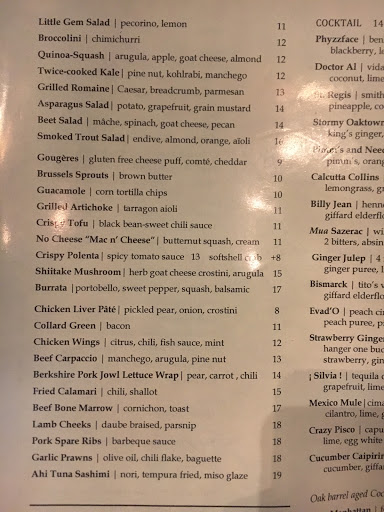 Little Gem Salad | pecorino, lemon 11
Broccolini | chimichurri 12
Quinoa-Squash | arugula, apple, goat cheese, almond 12
Twice-cooked Kale | pine nut, kohlrabi, manchego 12
Grilled Romaine | Caesar, breadcrumb, parmesan 13
Asparagus Salad | potato, grapefruit, grain mustard 14
Beet Salad | mâche, spinach, goat cheese, pecan 14
Smoked Trout Salad | endive, almond, orange, aïoli 16
Gougères | gluten free cheese puff, comté, cheddar 9
Brussels Sprouts | brown butter 10
Guacamole | corn tortilla chips 10
Grilled Artichoke | tarragon aïoli 11
Crispy Tofu | black bean-sweet chili sauce 11
No Cheese "Mac n' Cheese" | butternut squash, cream 11
Crispy Polenta | spicy tomato sauce 13 softshell crab +8
Shiitake Mushroom | herb goat cheese crostini, arugula 15
Burrata | portobello, sweet pepper, squash, balsamic 17
Chicken Liver Pâté | pickled pear, onion, crostini 8
Collard Green | bacon 11
Chicken Wings | citrus, chili, fish sauce, mint 12
Beef Carpaccio | manchego, arugula, pine nut 13
Berkshire Pork Jowl Lettuce Wrap | pear, carrot , chili 14
Fried Calamari | chili, shallot 15
Beef Bone Marrow | cornichon, toast 17
Lamb Cheeks | daube braised, parsnip 18
Pork Spare Ribs | barbeque sauce 18
Garlic Prawns | olive oil, chili flake, baguette 18
Ahi Tuna Sashimi | nori, tempura fried, miso glaze 19
COCKTAIL 14
Phyzzface |
blackberry,
Doctor Al |
coconut, lime
St. Regis |
pineapple,
Stormy Oaktown
king's ginger,
Pimm's and
pimm's, orange,
Calcutta Collins
lemongrass,
Billy Jean |
giffard
Mua Sazerac |
2 bitters,
Ginger Julep | 4
ginger puree,
Bismarck | tito's
giffard
Evad'O | peach
peach puree,
Strawberry Ginger
hanger one
strawberry,
¡ Silvia ! | tequila
grapefruit, lime,
Mexico Mule |
cilantro, lime,
Crazy Pisco |
lime, egg white
Cucumber
cucumber,
Oak barrel aged